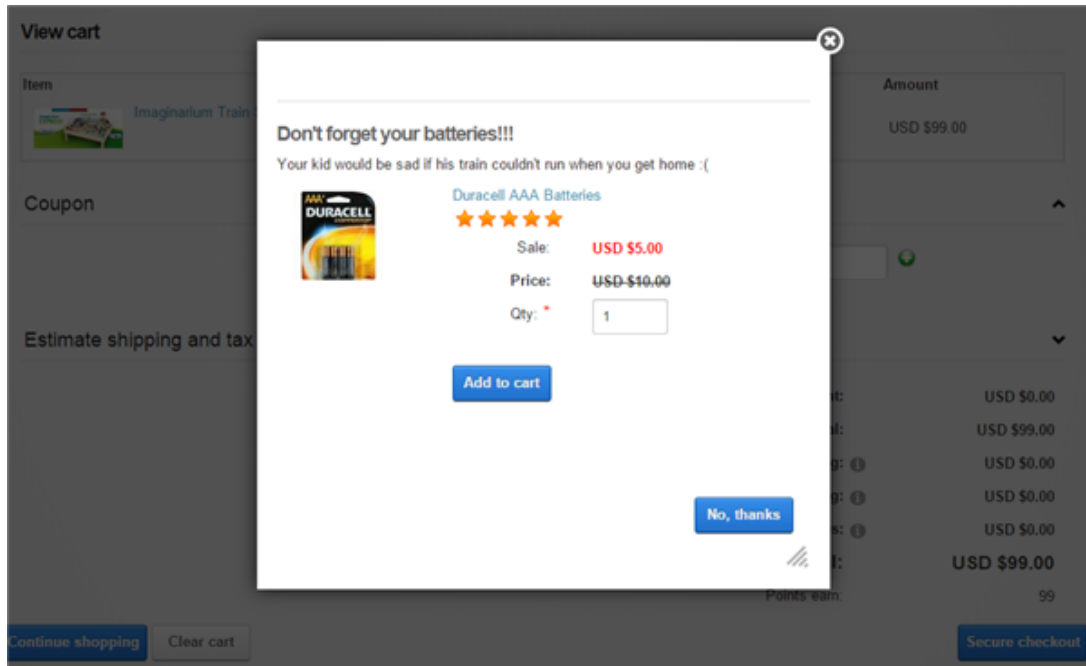 View cart
Item
Amount
Imaginarium Train
USD $99.00
Don't forget your batteries!!!
Your kid would be sad if his train couldn't run when you get home :(
AAA
DURACELL
Duracell AAA Batteries
Sale: USD $5.00
Price: USD $10.00
Qty: * 1
Add to cart
No, thanks
Coupon
Estimate shipping and tax
USD $0.00
USD $99.00
USD $0.00
USD $0.00
USD $0.00
USD $99.00
Points earn: 99
Continue shopping
Clear cart
Secure checkout